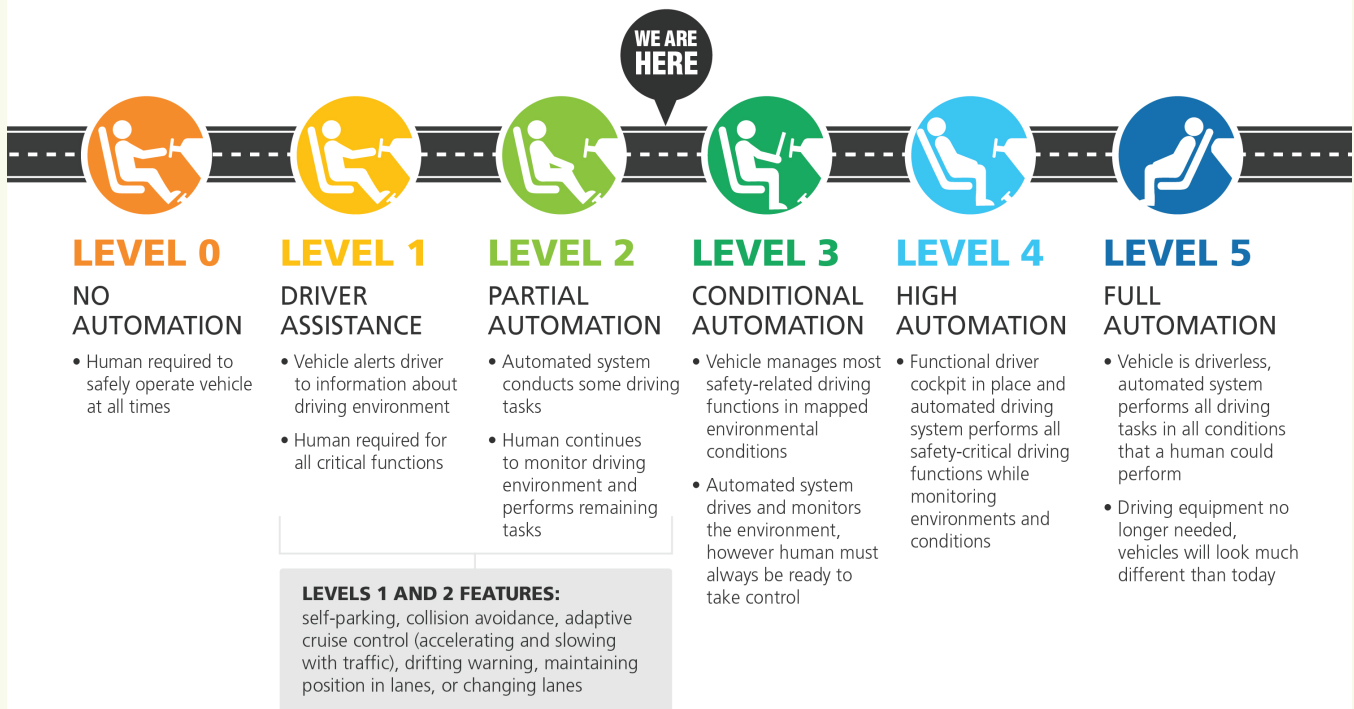 WE ARE
HERE
LEVEL 0
NO
AUTOMATION
• Human required to
safely operate vehicle
at all times
LEVEL 1
DRIVER
ASSISTANCE
• Vehicle alerts driver
to information about
driving environment
• Human required for
all critical functions
LEVEL 2
PARTIAL
AUTOMATION
• Automated system
conducts some driving
tasks
• Human continues
to monitor driving
environment and
performs remaining
tasks
LEVELS 1 AND 2 FEATURES:
self-parking, collision avoidance, adaptive
cruise control (accelerating and slowing
with traffic), drifting warning, maintaining
position in lanes, or changing lanes
LEVEL 3
CONDITIONAL
AUTOMATION
• Vehicle manages most
safety-related driving
functions in mapped
environmental
conditions
• Automated system
drives and monitors
the environment,
however human must
always be ready to
take control
LEVEL 4
HIGH
AUTOMATION
• Functional driver
cockpit in place and
automated driving
system performs all
safety-critical driving
functions while
monitoring
environments and
conditions
LEVEL 5
FULL
AUTOMATION
• Vehicle is driverless,
automated system
performs all driving
tasks in all conditions
that a human could
perform
• Driving equipment no
longer needed,
vehicles will look much
different than today